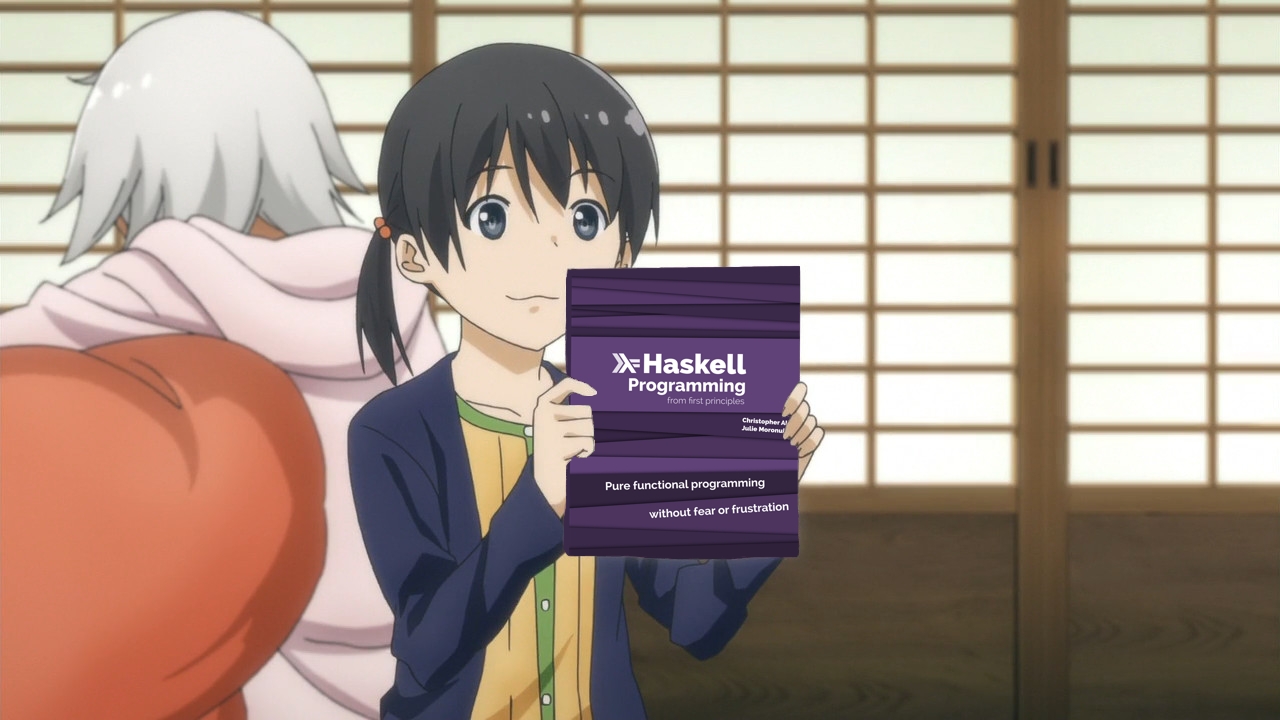 Haskell
Programming
from first principles
Christopher
Julie
Pure functional programming
without fear or frustration